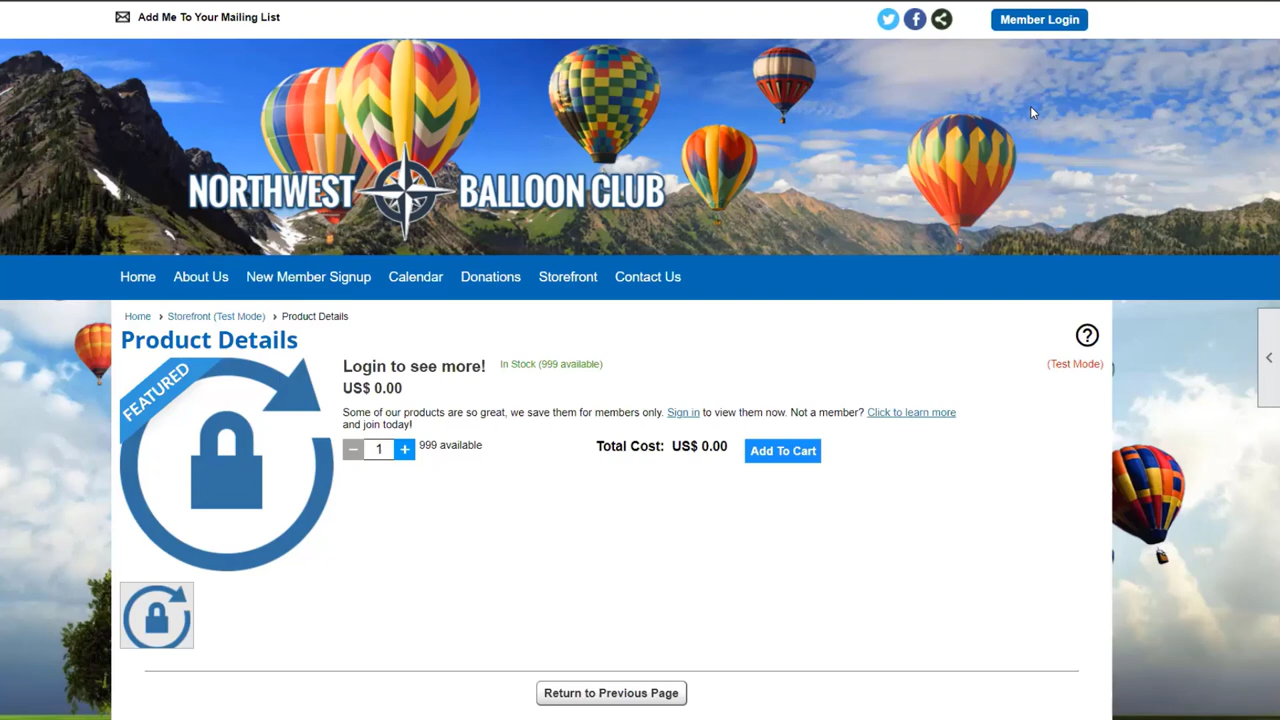 Add Me To Your Mailing List
Member Login
NORTHWEST BALLOON CLUB
Home About Us New Member Signup Calendar Donations Storefront Contact Us
Home › Storefront (Test Mode) › Product Details
Product Details
FEATURED
Login to see more! In Stock (999 available) (Test Mode)
US$ 0.00
Some of our products are so great, we save them for members only. Sign in to view them now. Not a member? Click to learn more
and join today!
− 1 + 999 available Total Cost: US$ 0.00 Add To Cart
Return to Previous Page